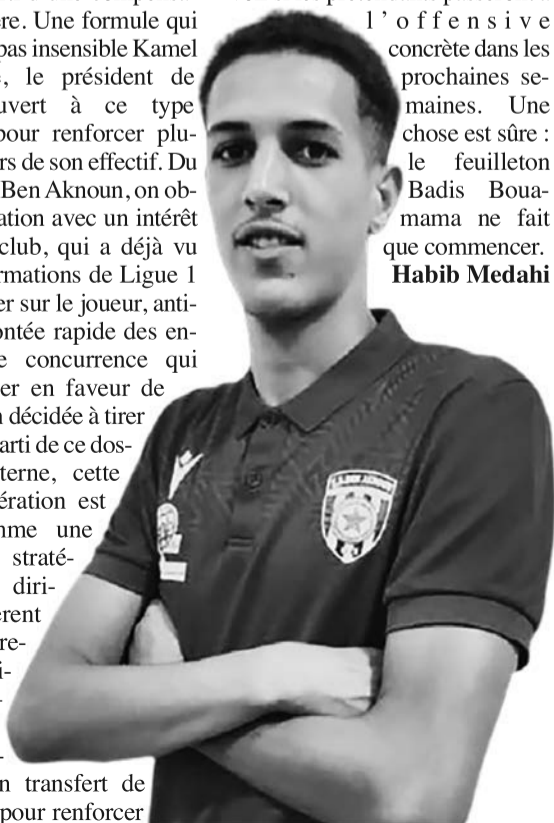 ère. Une formule qui
pas insensible Kamel
, le président de
uvert à ce type
pour renforcer plu-
rs de son effectif. Du
Ben Aknoun, on ob-
ation avec un intérêt
club, qui a déjà vu
rmations de Ligue 1
er sur le joueur, anti-
ontée rapide des en-
e concurrence qui
er en faveur de
n décidée à tirer
arti de ce dos-
terne, cette
ération est
mme une
straté-
diri-
èrent
re-
i-
n transfert de
pour renforcer
l'offensive
concrète dans les
prochaines se-
maines. Une
chose est sûre :
le feuilleton
Badis Boua-
mama ne fait
que commencer.
Habib Medahi
BEN AKNOUN